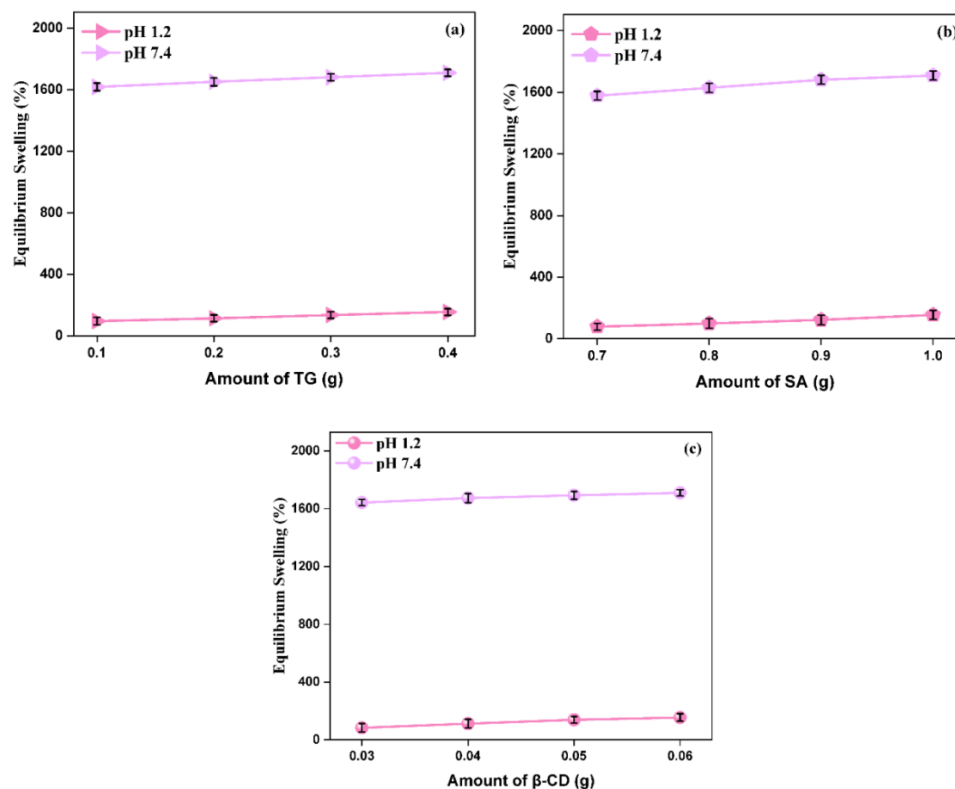 (a)
pH 1.2
pH 7.4
2000
1600
1200
800
400
0
Equilibrium Swelling (%)
0.1 0.2 0.3 0.4
Amount of TG (g)
(b)
pH 1.2
pH 7.4
2000
1600
1200
800
400
0
Equilibrium Swelling (%)
0.7 0.8 0.9 1.0
Amount of SA (g)
(c)
pH 1.2
pH 7.4
2000
1600
1200
800
400
0
Equilibrium Swelling (%)
0.03 0.04 0.05 0.06
Amount of β-CD (g)